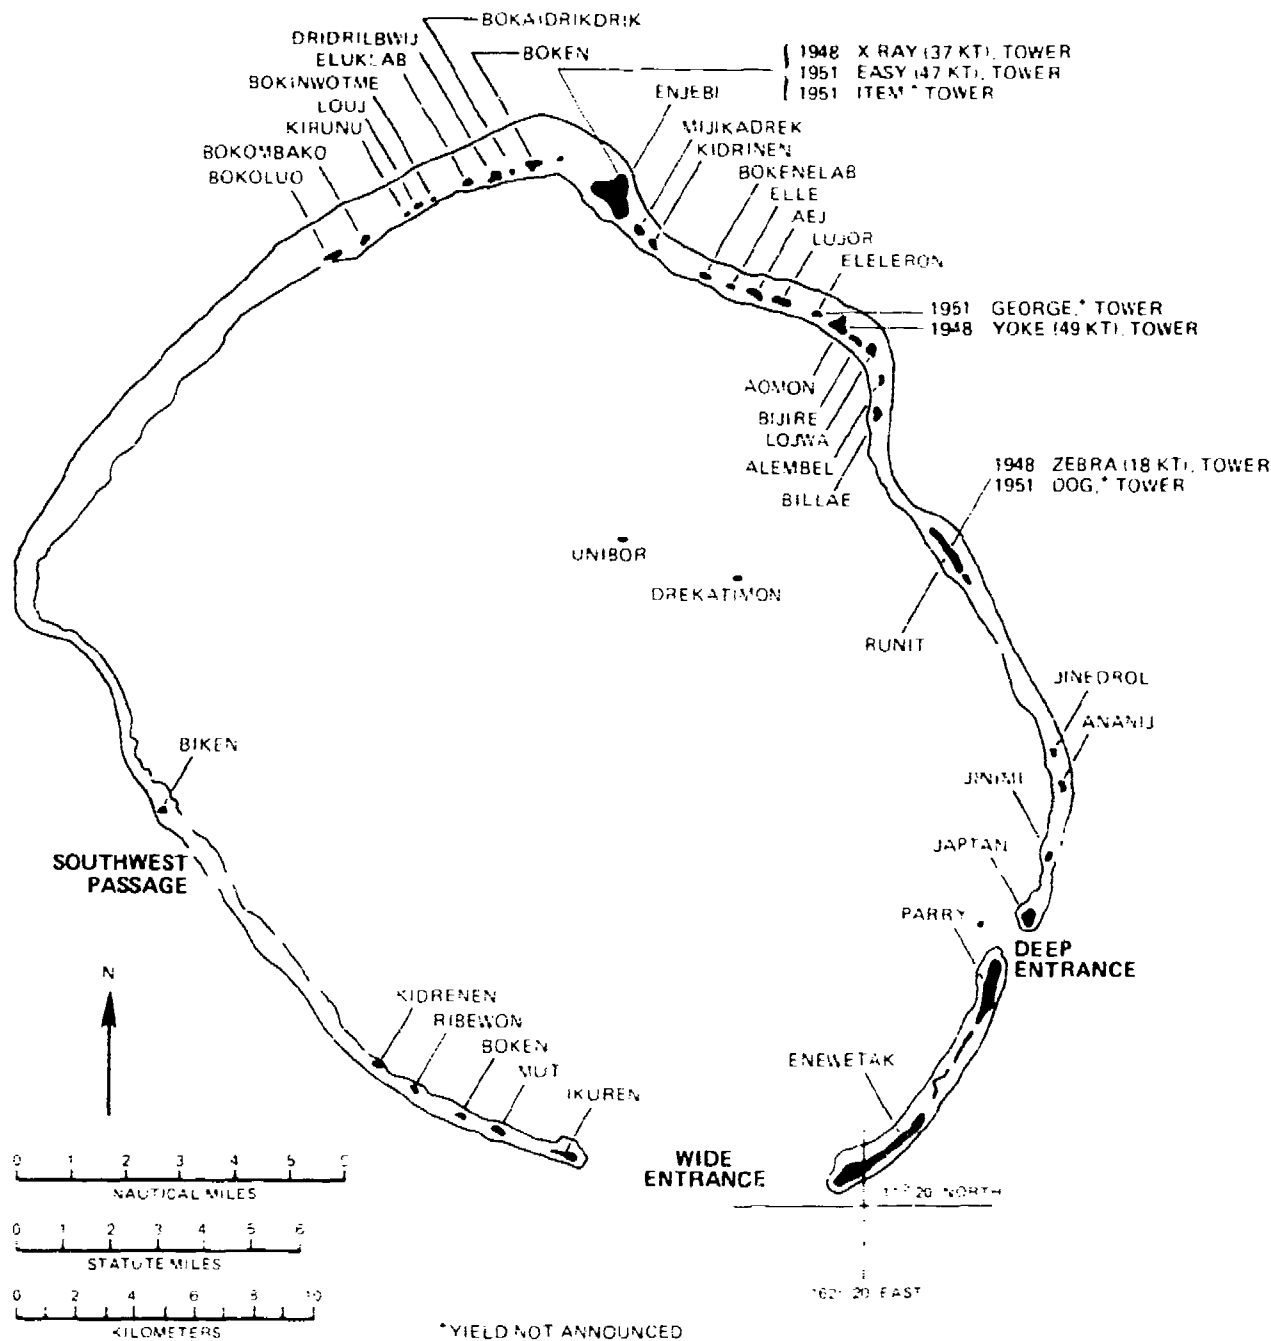 BOKAIDRIKDRIK
DRIDRILBWIJ
BOKEN
ELUKLAB
BOKINWOTME
LOUJ
KIRUNU
BOKOMBAKO
BOKOLUO
1948 X-RAY (37 KT), TOWER
1951 EASY (47 KT), TOWER
1951 ITEM * TOWER
ENJEBI
MIJIKADREK
KIDRINEN
BOKENELAB
ELLE
AEJ
LUJOR
ELELERON
1951 GEORGE,* TOWER
1948 YOKE (49 KT), TOWER
AOMON
BIJIRE
LOJWA
ALEMBEL
BILLAE
1948 ZEBRA (18 KT), TOWER
1951 DOG,* TOWER
UNIBOR
DREKATIMON
RUNIT
JINEDROL
ANANIJ
JINIMI
JAPTAN
BIKEN
SOUTHWEST
PASSAGE
PARRY
DEEP
ENTRANCE
N
KIDRENEN
RIBEWON
BOKEN
MUT
IKUREN
ENEWETAK
WIDE
ENTRANCE
20 NORTH
20 EAST
0 1 2 3 4 5 6
NAUTICAL MILES
0 1 2 3 4 5 6
STATUTE MILES
0 2 4 6 8 10
KILOMETERS
*YIELD NOT ANNOUNCED